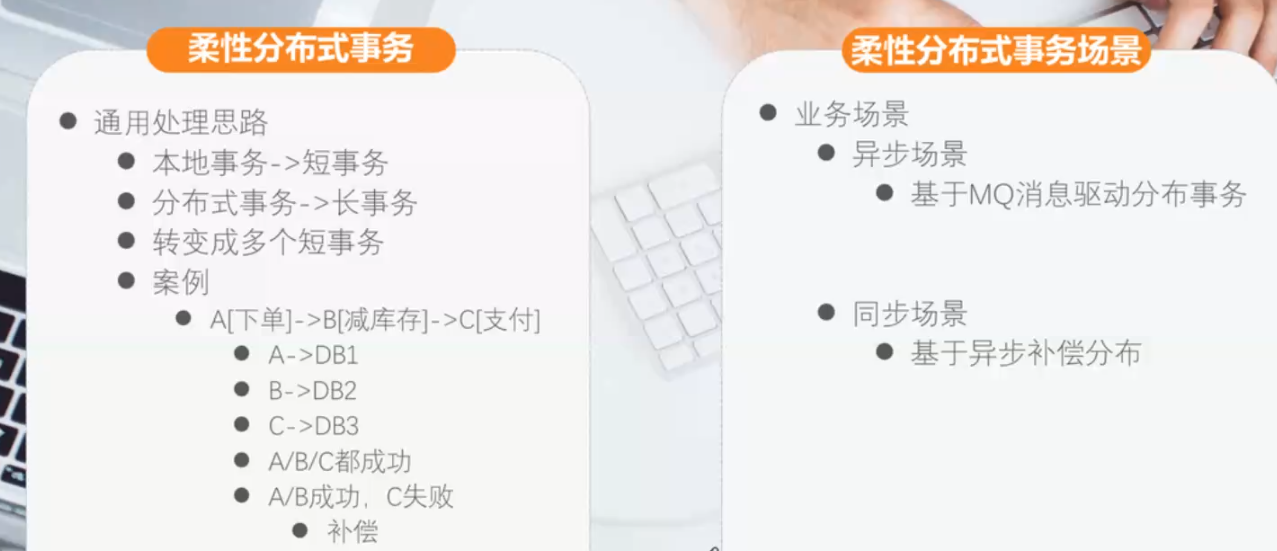 柔性分布式事务
通用处理思路
本地事务->短事务
分布式事务->长事务
转变成多个短事务
案例
A[下单]->B[减库存]->C[支付]
A->DB1
B->DB2
C->DB3
A/B/C都成功
A/B成功，C失败
补偿
柔性分布式事务场景
业务场景
异步场景
基于MQ消息驱动分布事务
同步场景
基于异步补偿分布